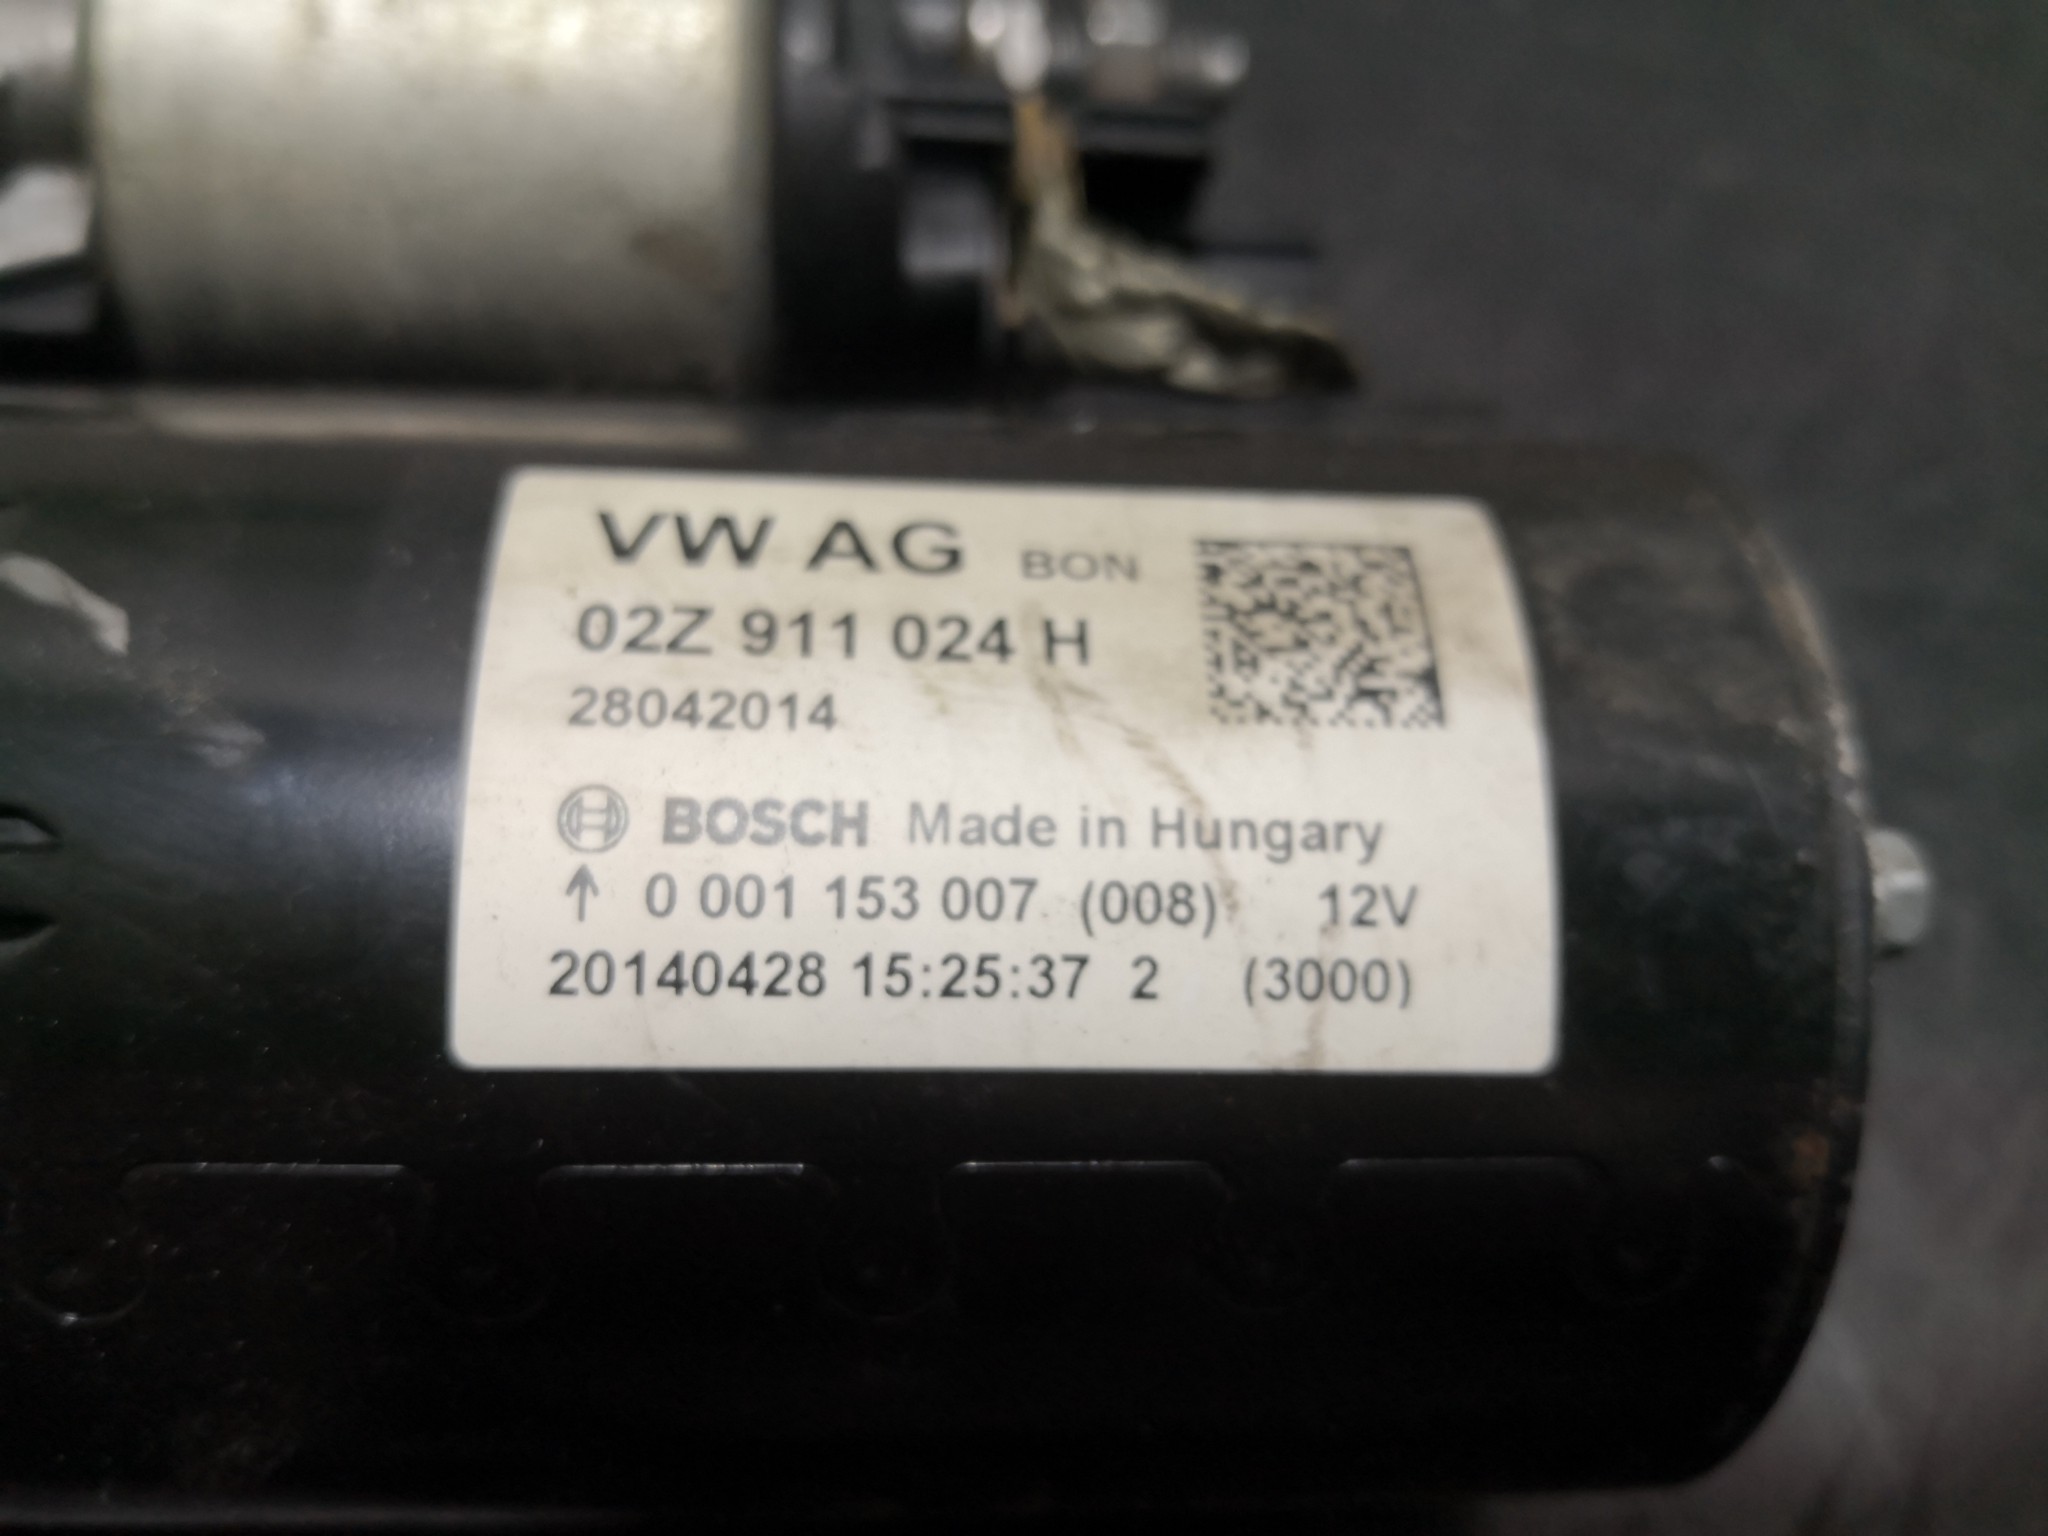 VW AG BON
02Z 911 024 H
28042014
BOSCH Made in Hungary
↑ 0 001 153 007 (008) 12V
20140428 15:25:37 2 (3000)